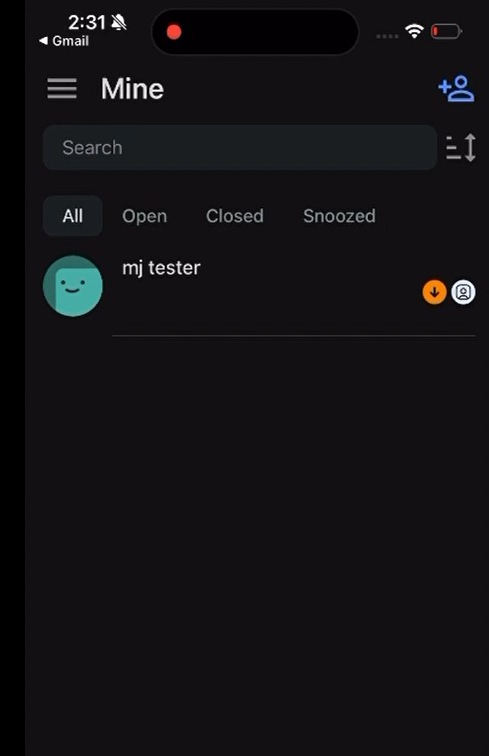 2:31
Gmail
Mine
Search
All Open Closed Snoozed
mj tester